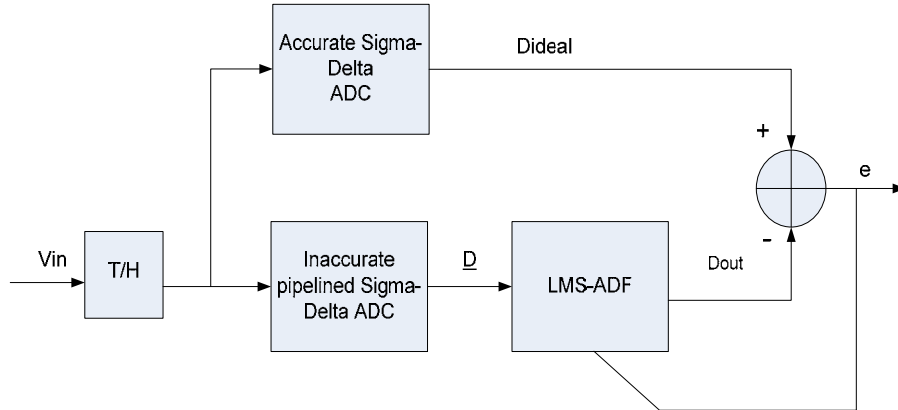 Accurate Sigma-
Delta
ADC
Dideal
+
e
Vin
T/H
Inaccurate
pipelined Sigma-
Delta ADC
D
LMS-ADF
Dout
-